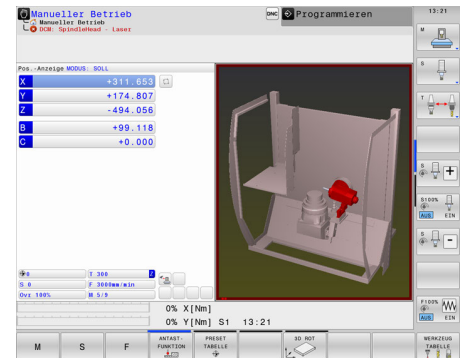 Manueller Betrieb
DNC
Programmieren
13:21
Manueller Betrieb
DCM: SpindleHead - Laser
M
Pos.-Anzeige MODUS: SOLL
X +311.653
Y +174.807
Z -494.056
B +99.118
C +0.000
S
T
S
S100%
AUS EIN
S
0 T 300 Z
S 0 F 3000mm/min
Ovr 100% M 5/9
0% X[Nm]
0% Y[Nm] S1 13:21
F100%
AUS EIN
M
S
F
ANTAST-
FUNKTION
PRESET
TABELLE
3D ROT
WERKZEUG
TABELLE